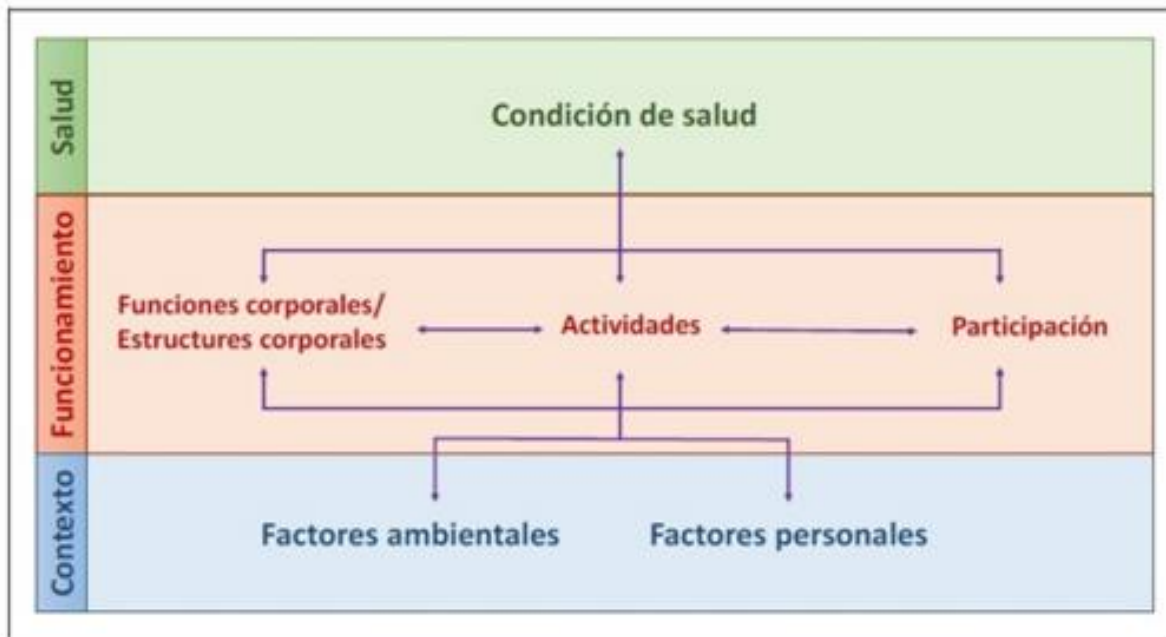 Salud
Condición de salud
Funcionamiento
Funciones corporales/
Estructures corporales
Actividades
Participación
Contexto
Factores ambientales
Factores personales